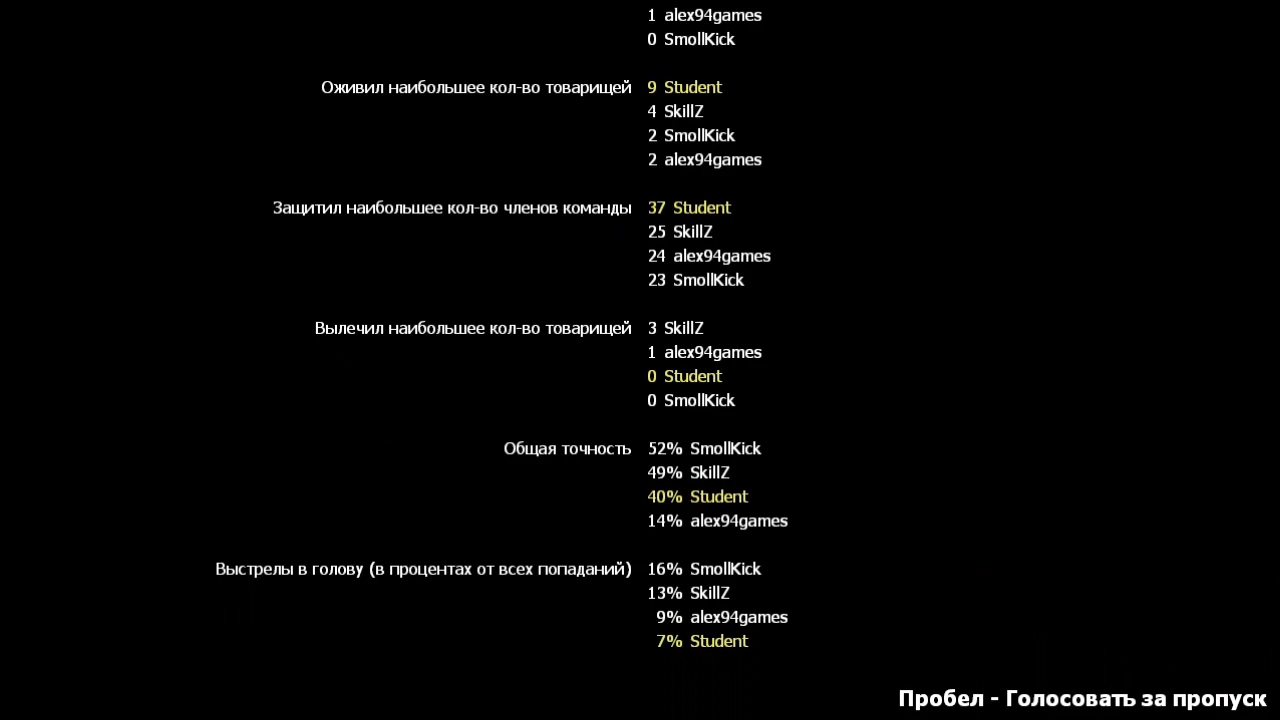 1 alex94games
0 SmollKick
Оживил наибольшее кол-во товарищей 9 Student
4 SkillZ
2 SmollKick
2 alex94games
Защитил наибольшее кол-во членов команды 37 Student
25 SkillZ
24 alex94games
23 SmollKick
Вылечил наибольшее кол-во товарищей 3 SkillZ
1 alex94games
0 Student
0 SmollKick
Общая точность 52% SmollKick
49% SkillZ
40% Student
14% alex94games
Выстрелы в голову (в процентах от всех попаданий) 16% SmollKick
13% SkillZ
9% alex94games
7% Student
Пробел - Голосовать за пропуск